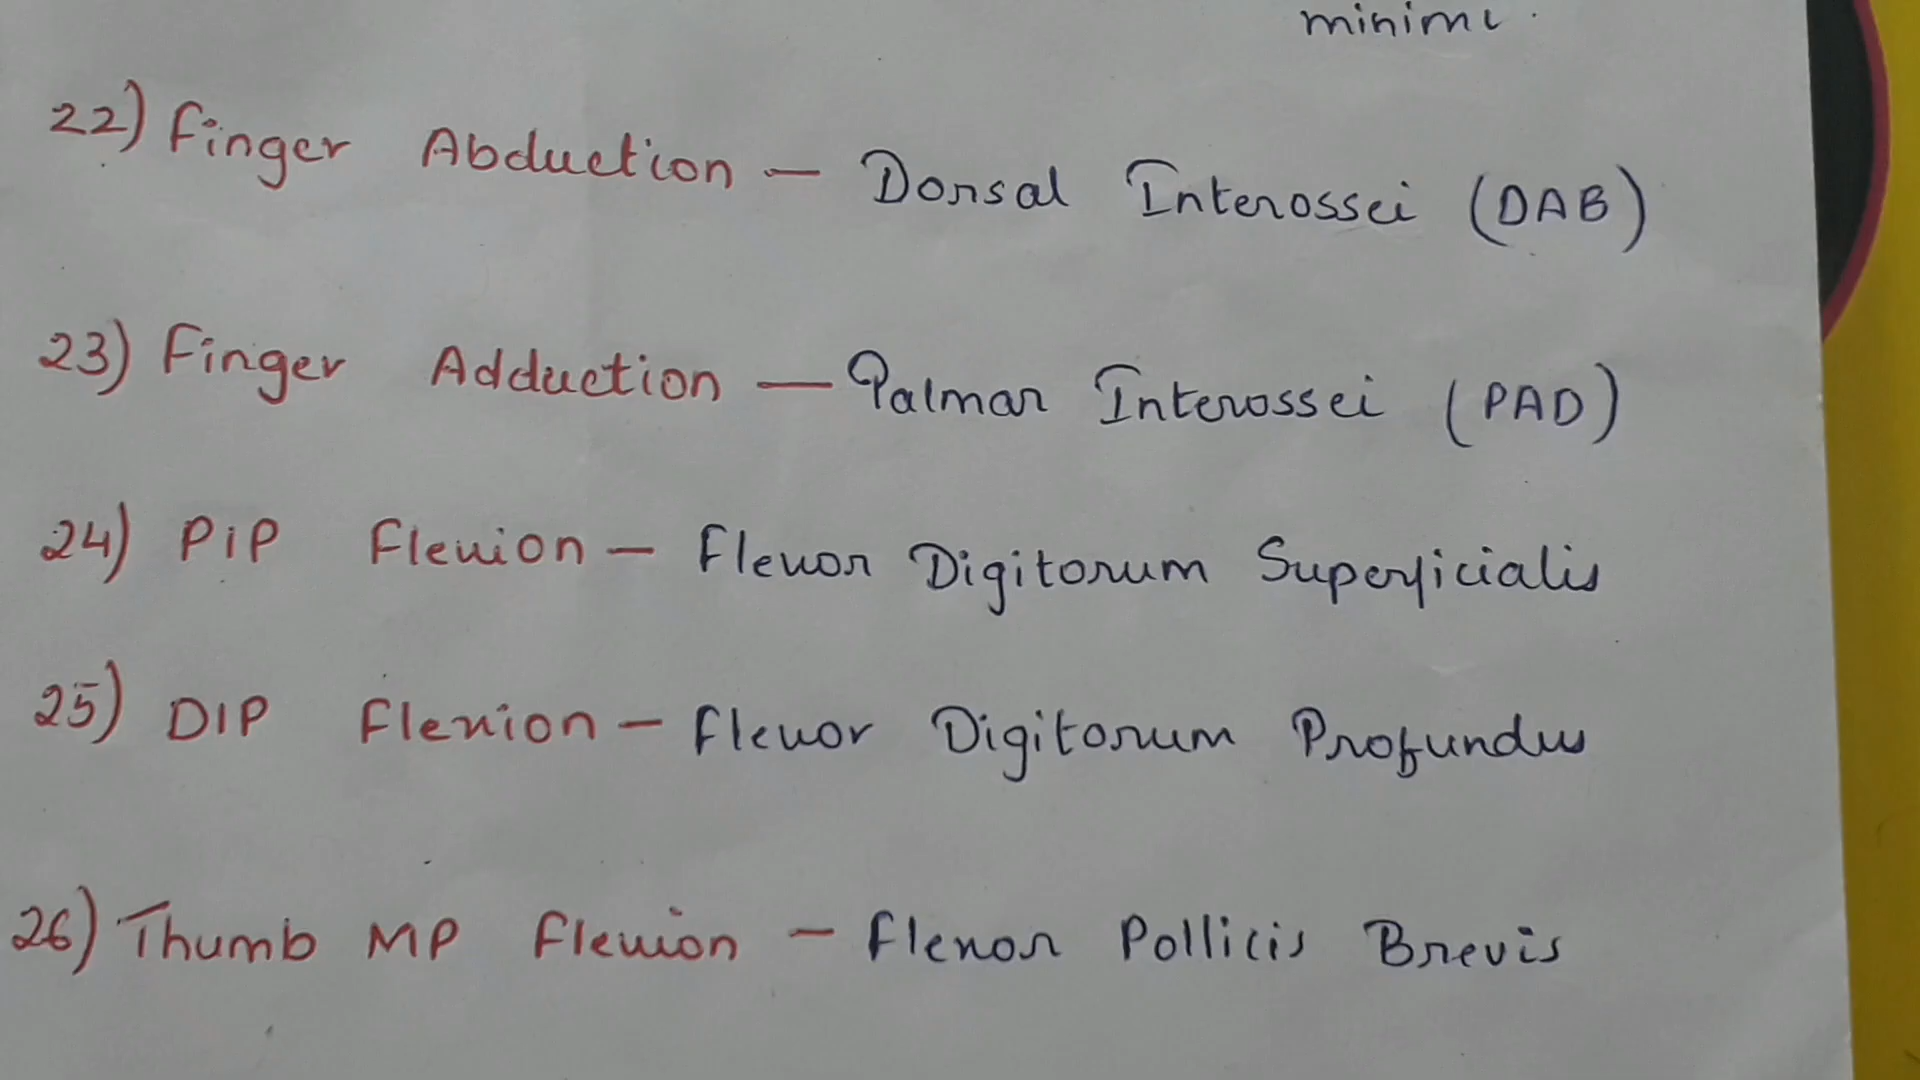 minimi.
22) Finger Abduction – Dorsal Interossei (DAB)
23) Finger Adduction – Palmar Interossei (PAD)
24) PIP Flexion – Flexor Digitorum Superficialis
25) DIP Flexion – Flexor Digitorum Profundus
26) Thumb MP Flexion – Flexor Pollicis Brevis